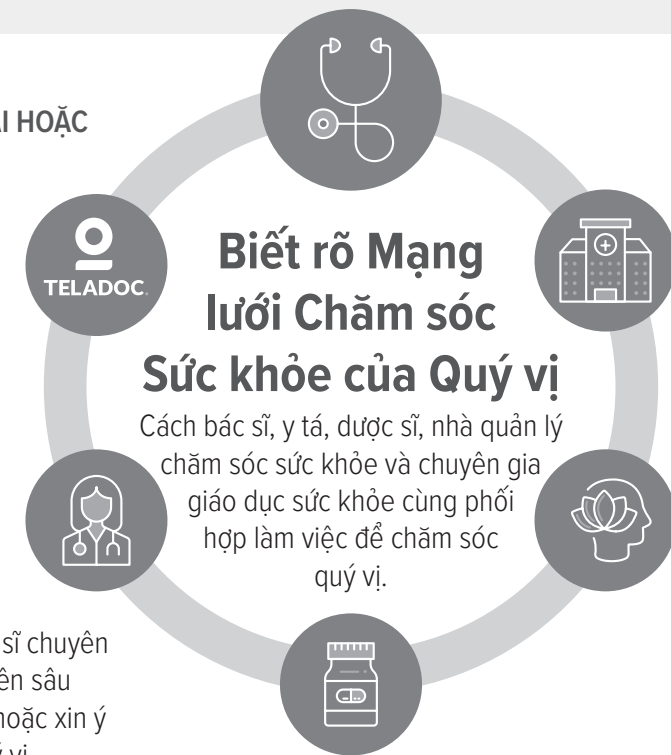 HOẶC
TELADOC
Biết rõ Mạng
lưới Chăm sóc
Sức khỏe của Quý vị
Cách bác sĩ, y tá, dược sĩ, nhà quản lý
chăm sóc sức khỏe và chuyên gia
giáo dục sức khỏe cùng phối
hợp làm việc để chăm sóc
quý vị.
sĩ chuyên
sâu
hoặc xin ý